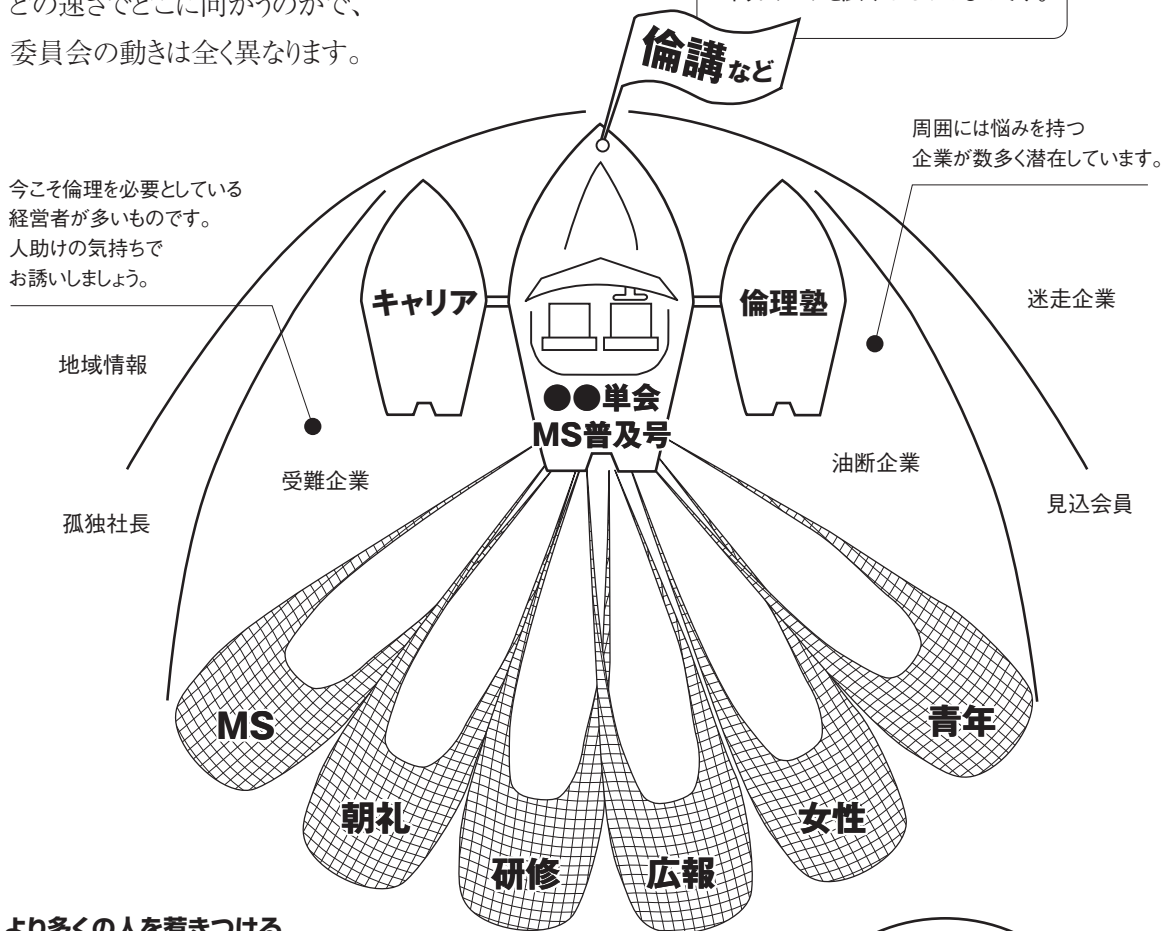 どの速さでどこに向かうのかで、
委員会の動きは全く異なります。
倫講など
周囲には悩みを持つ
企業が数多く潜在しています。
今こそ倫理を必要としている
経営者が多いものです。
人助けの気持ちで
お誘いしましょう。
キャリア
倫理塾
迷走企業
地域情報
●●単会
MS普及号
受難企業
油断企業
孤独社長
見込会員
MS
青年
朝礼
女性
研修
広報
より多くの人を惹きつける